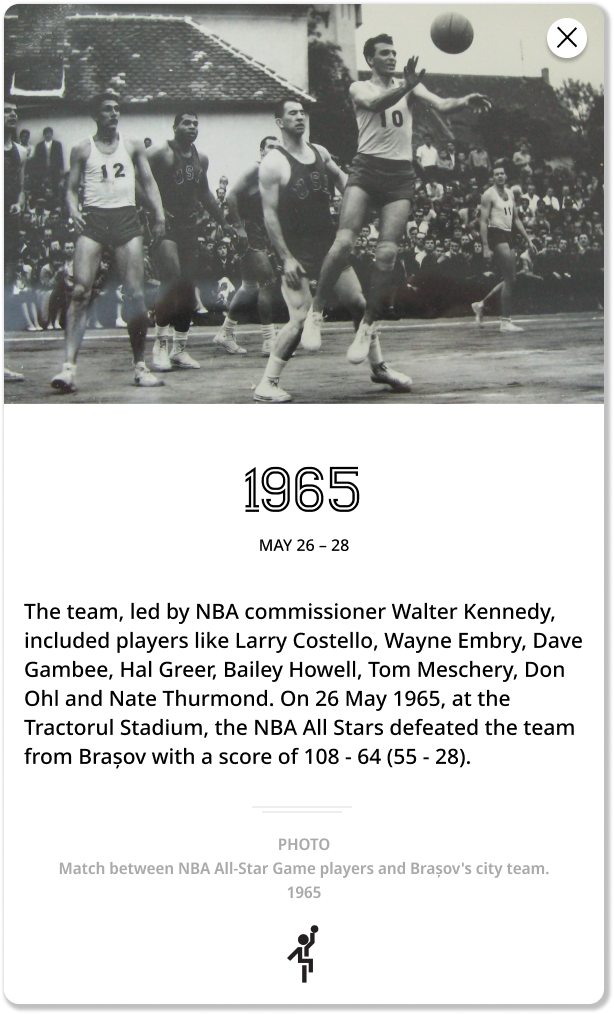 12
10
11
1965
MAY 26 – 28
The team, led by NBA commissioner Walter Kennedy,
included players like Larry Costello, Wayne Embry, Dave
Gambee, Hal Greer, Bailey Howell, Tom Meschery, Don
Ohl and Nate Thurmond. On 26 May 1965, at the
Tractorul Stadium, the NBA All Stars defeated the team
from Brașov with a score of 108 - 64 (55 - 28).
PHOTO
Match between NBA All-Star Game players and Brașov's city team.
1965